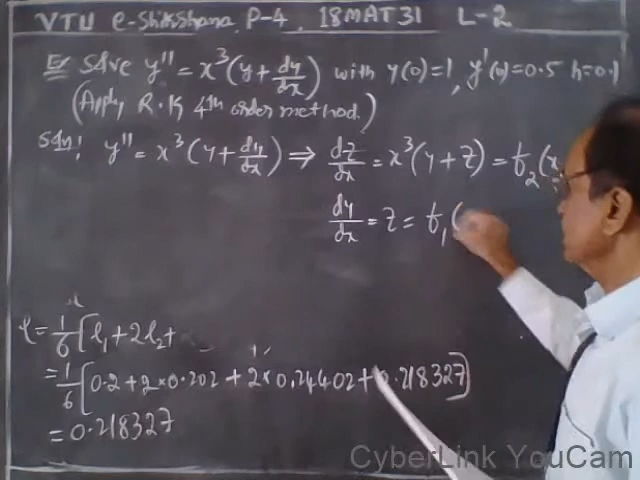 VTU e-Shikshana P-4, 18MAT31 L-2
Ex Solve y'' = x³(y + dy/dx) with y(0)=1, y'(0)=0.5 h=0.1
(Apply R.K 4th order method.)
Soln: y'' = x³(y + dy/dx) ⇒ dz/dx = x³(y+z) = f₂(x
dy/dx = z = f₁(
l = 1/6[l₁+2l₂+
= 1/6[0.2+2×0.202+2×0.24402+0.218327]
= 0.218327
CyberLink YouCam